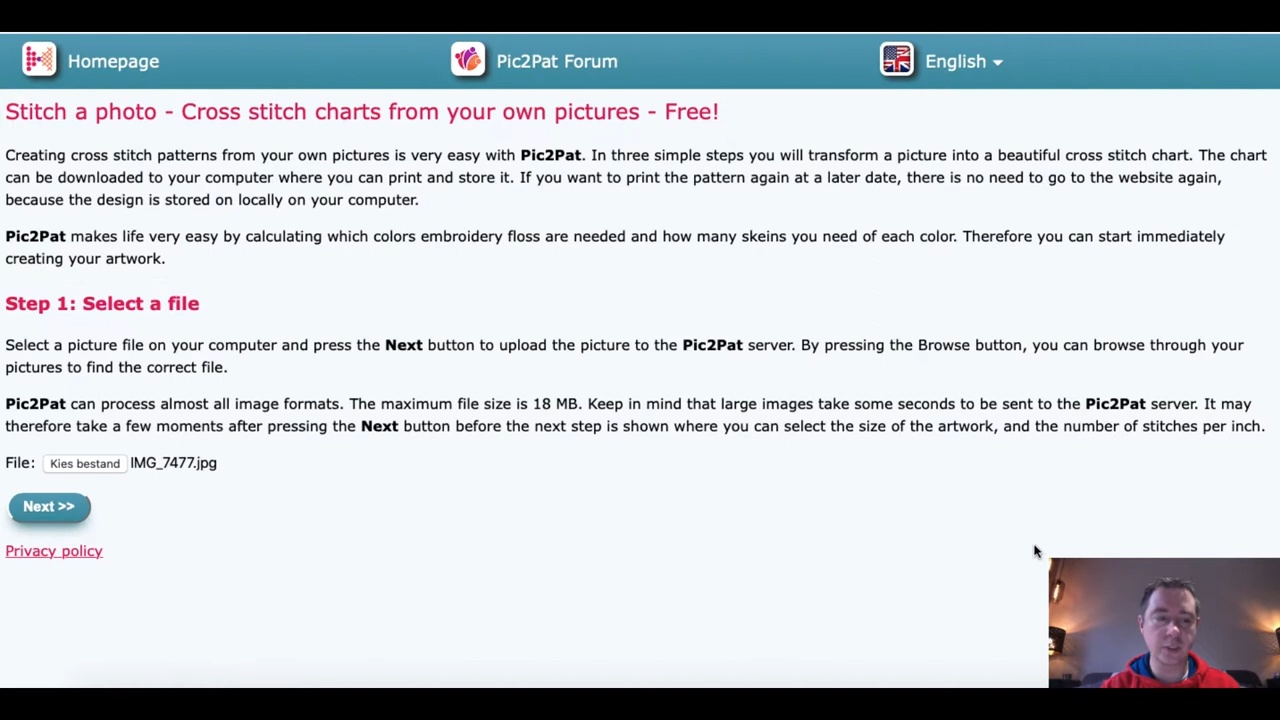 Homepage
Pic2Pat Forum
English
Stitch a photo - Cross stitch charts from your own pictures - Free!
Creating cross stitch patterns from your own pictures is very easy with Pic2Pat. In three simple steps you will transform a picture into a beautiful cross stitch chart. The chart
can be downloaded to your computer where you can print and store it. If you want to print the pattern again at a later date, there is no need to go to the website again,
because the design is stored on locally on your computer.
Pic2Pat makes life very easy by calculating which colors embroidery floss are needed and how many skeins you need of each color. Therefore you can start immediately
creating your artwork.
Step 1: Select a file
Select a picture file on your computer and press the Next button to upload the picture to the Pic2Pat server. By pressing the Browse button, you can browse through your
pictures to find the correct file.
Pic2Pat can process almost all image formats. The maximum file size is 18 MB. Keep in mind that large images take some seconds to be sent to the Pic2Pat server. It may
therefore take a few moments after pressing the Next button before the next step is shown where you can select the size of the artwork, and the number of stitches per inch.
File: Kies bestand IMG_7477.jpg
Next >>
Privacy policy